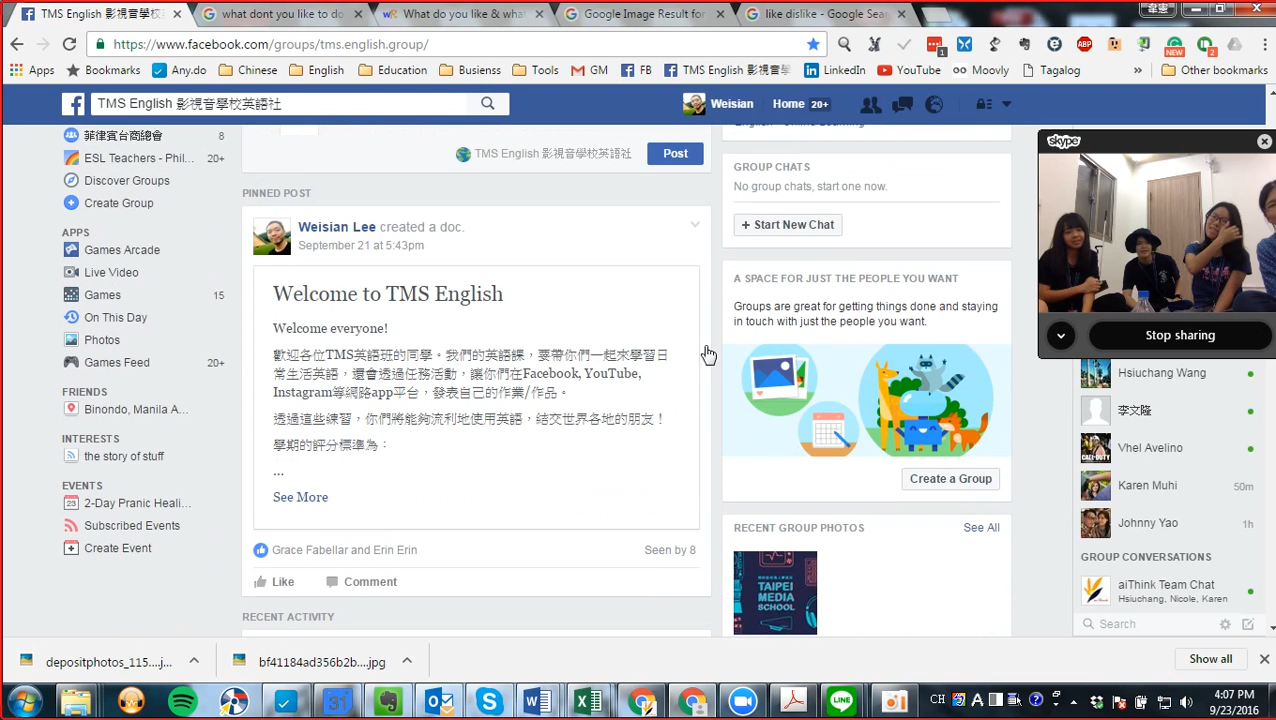 TMS English 影視音學校英
what dont you like to do
What do you like & what
Google Image Result for
like dislike - Google Sear
https://www.facebook.com/groups/tms.english.group/
Apps
Bookmarks
Any.do
Chinese
English
Education
Busienss
Tools
GM
FB
TMS English 影視音學
LinkedIn
YouTube
Moovly
Tagalog
Other bookmarks
TMS English 影視音學校英語社
Weisian
Home 20+
菲律賓台商總會 8
ESL Teachers - Phil... 20+
Discover Groups
Create Group
APPS
Games Arcade
Live Video
Games 15
On This Day
Photos
Games Feed 20+
FRIENDS
Binondo, Manila A...
INTERESTS
the story of stuff
EVENTS
2-Day Pranic Heali...
Subscribed Events
Create Event
TMS English 影視音學校英語社
Post
PINNED POST
Weisian Lee created a doc.
September 21 at 5:43pm
Welcome to TMS English
Welcome everyone!
歡迎各位TMS英語班的同學。我們的英語課，要帶你們一起來學習日
常生活英語，還會透過任務活動，讓你們在Facebook, YouTube,
Instagram等網路app平台，發表自己的作業/作品。
透過這些練習，你們將能夠流利地使用英語，結交世界各地的朋友！
學期的評分標準為：
...
See More
Grace Fabellar and Erin Erin
Seen by 8
Like
Comment
RECENT ACTIVITY
English - Online Learning
GROUP CHATS
No group chats, start one now.
+ Start New Chat
A SPACE FOR JUST THE PEOPLE YOU WANT
Groups are great for getting things done and staying
in touch with just the people you want.
Create a Group
RECENT GROUP PHOTOS
See All
TAIPEI
MEDIA
SCHOOL
skype
Stop sharing
Hsiuchang Wang
李文隆
Vhel Avelino
Karen Muhi 50m
Johnny Yao 1h
GROUP CONVERSATIONS
aiThink Team Chat
Hsiuchang, Nicole, Karen
Search
depositphotos_115....j...
bf41184ad356b2b....jpg
Show all
CH
4:07 PM
9/23/2016